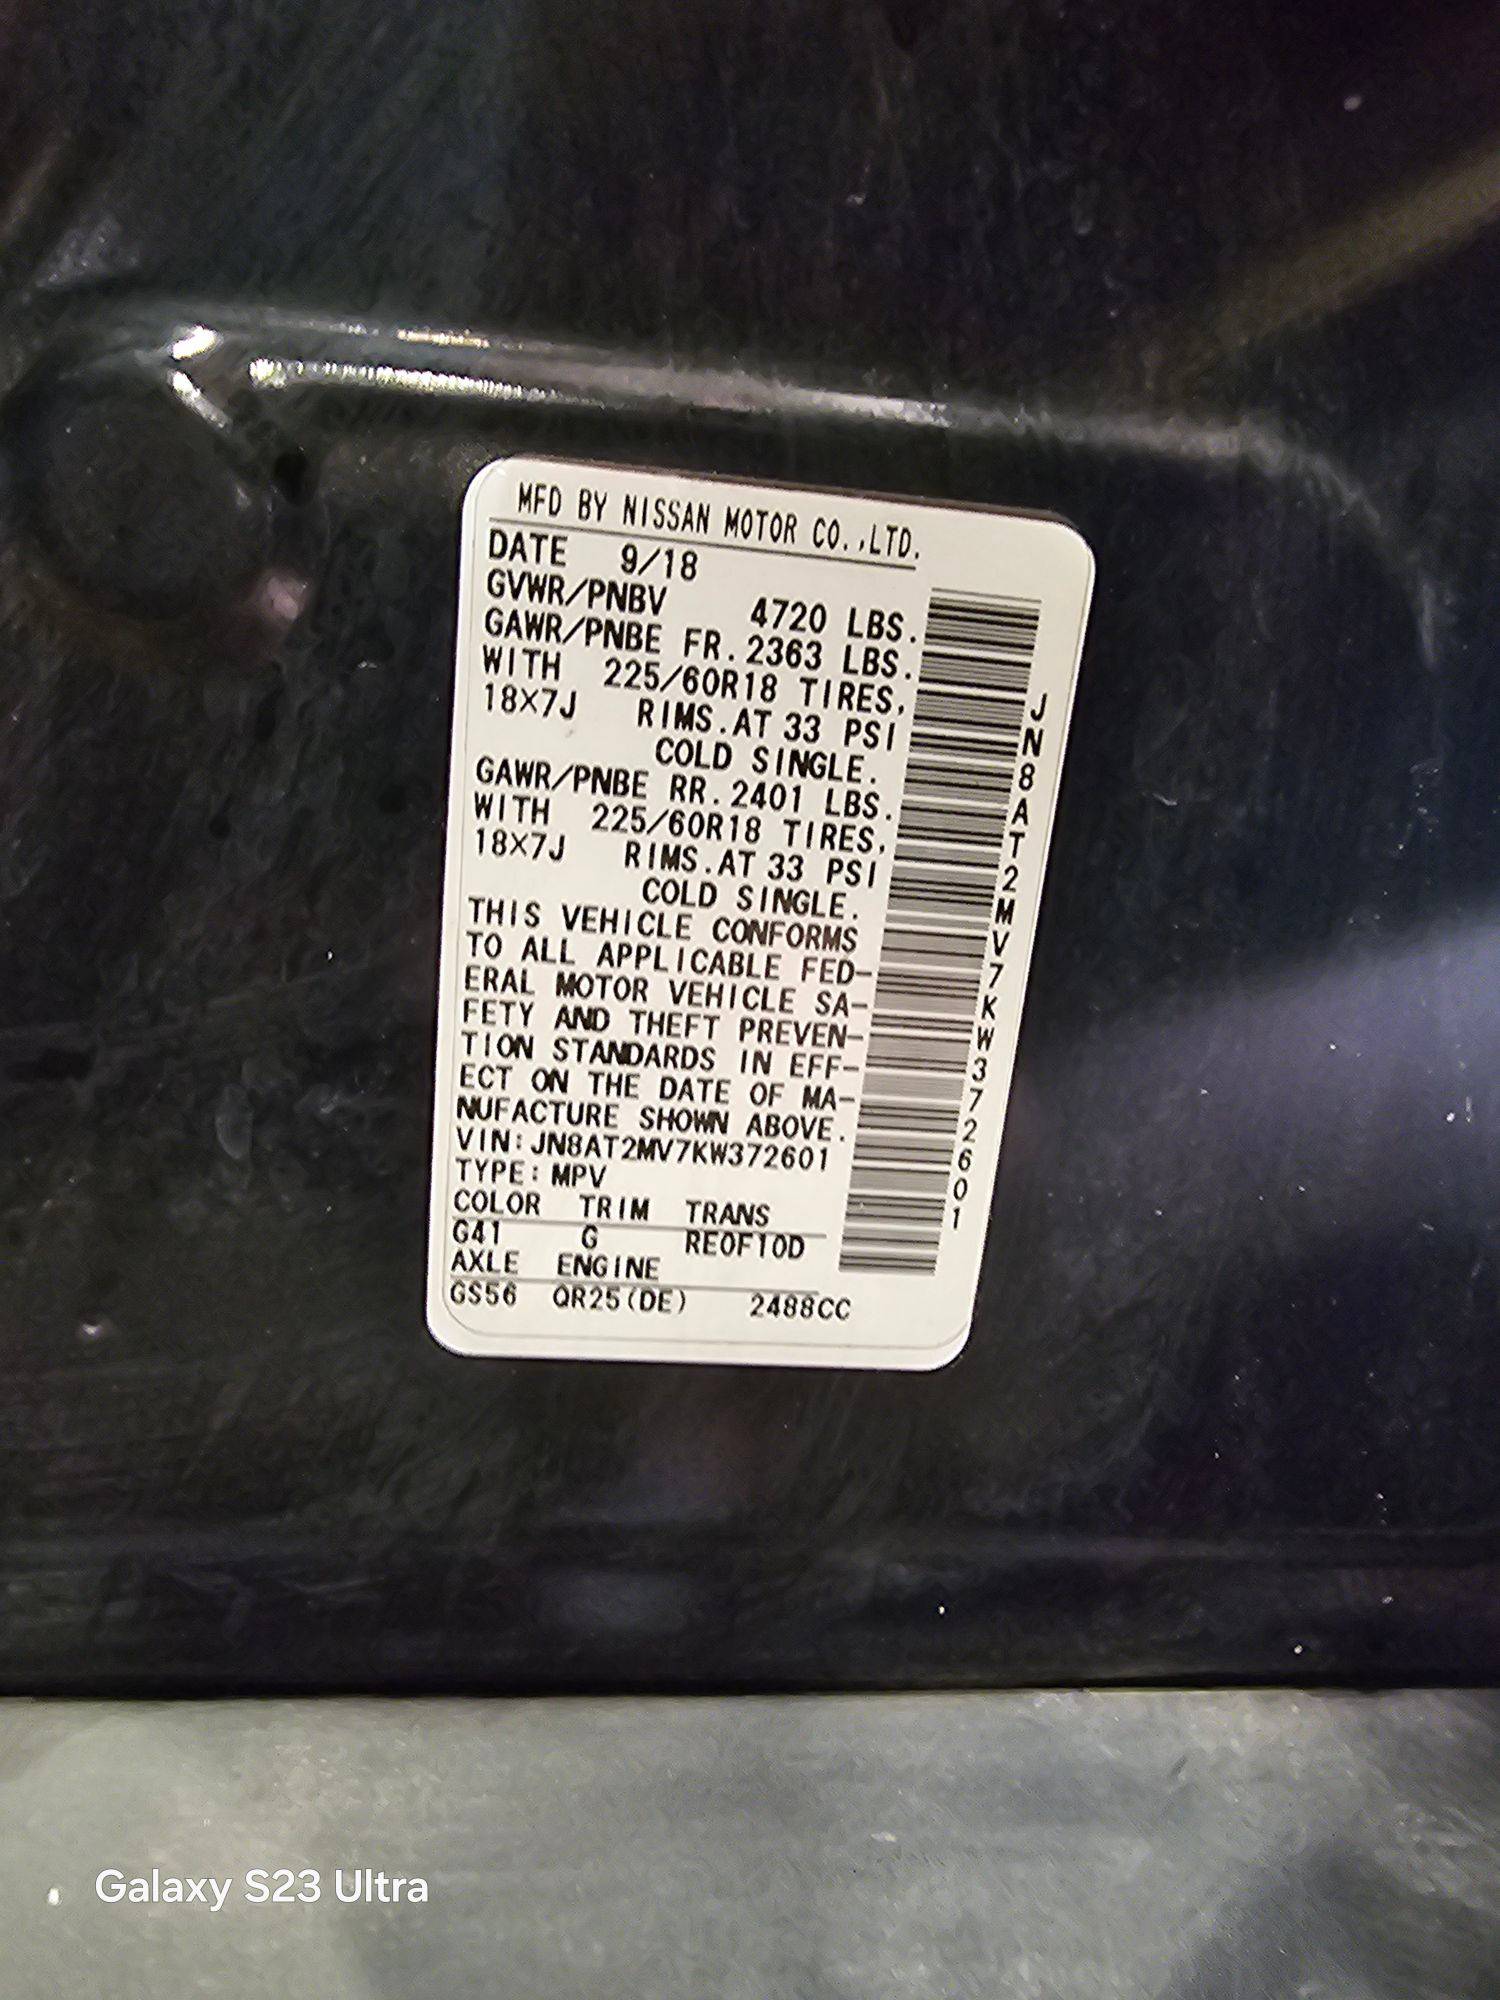 MFD BY NISSAN MOTOR CO.,LTD.
DATE 9/18
GVWR/PNBV 4720 LBS.
GAWR/PNBE FR. 2363 LBS.
WITH 225/60R18 TIRES,
18X7J RIMS.AT 33 PSI
COLD SINGLE.
GAWR/PNBE RR. 2401 LBS.
WITH 225/60R18 TIRES,
18X7J RIMS.AT 33 PSI
COLD SINGLE.
THIS VEHICLE CONFORMS
TO ALL APPLICABLE FED-
ERAL MOTOR VEHICLE SA-
FETY AND THEFT PREVEN-
TION STANDARDS IN EFF-
ECT ON THE DATE OF MA-
NUFACTURE SHOWN ABOVE.
VIN:JN8AT2MV7KW372601
TYPE:MPV
COLOR TRIM TRANS
G41 G RE0F10D
AXLE ENGINE
GS56 QR25(DE) 2488CC
JN8AT2MV7KW372601
Galaxy S23 Ultra